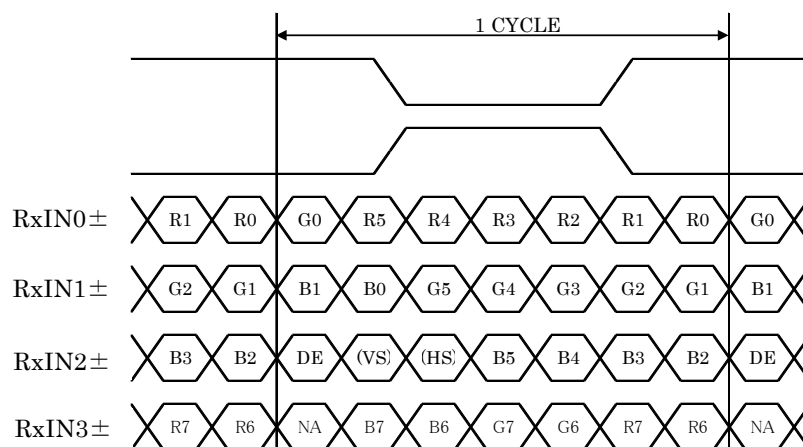 1 CYCLE
RxIN0± R1 R0 G0 R5 R4 R3 R2 R1 R0 G0
RxIN1± G2 G1 B1 B0 G5 G4 G3 G2 G1 B1
RxIN2± B3 B2 DE (VS) (HS) B5 B4 B3 B2 DE
RxIN3± R7 R6 NA B7 B6 G7 G6 R7 R6 NA